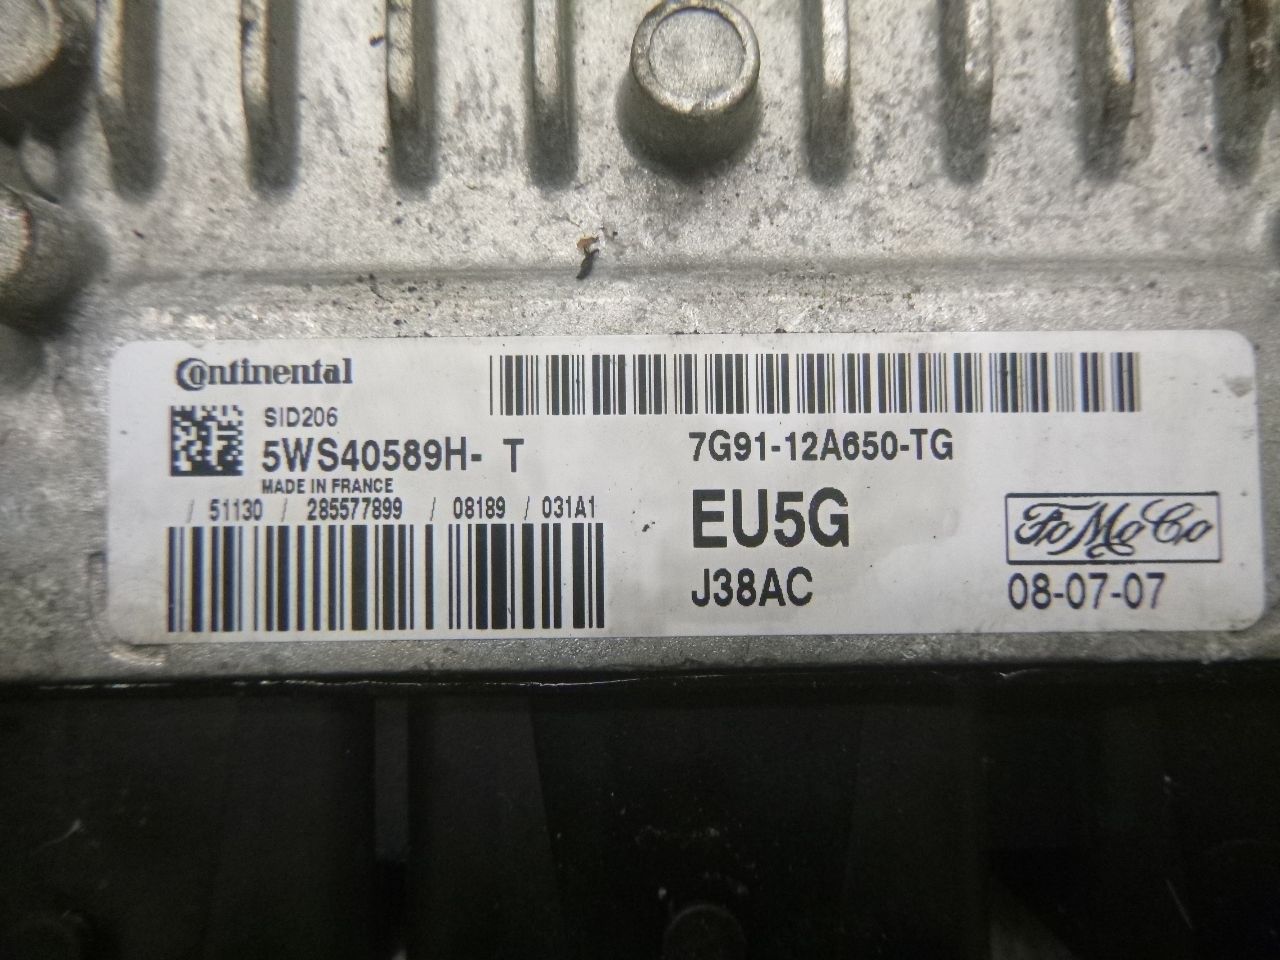 Continental
SID206
5WS40589H- T
MADE IN FRANCE
/ 51130 / 285577899 / 08189 / 031A1
7G91-12A650-TG
EU5G
J38AC
FoMoCo
08-07-07